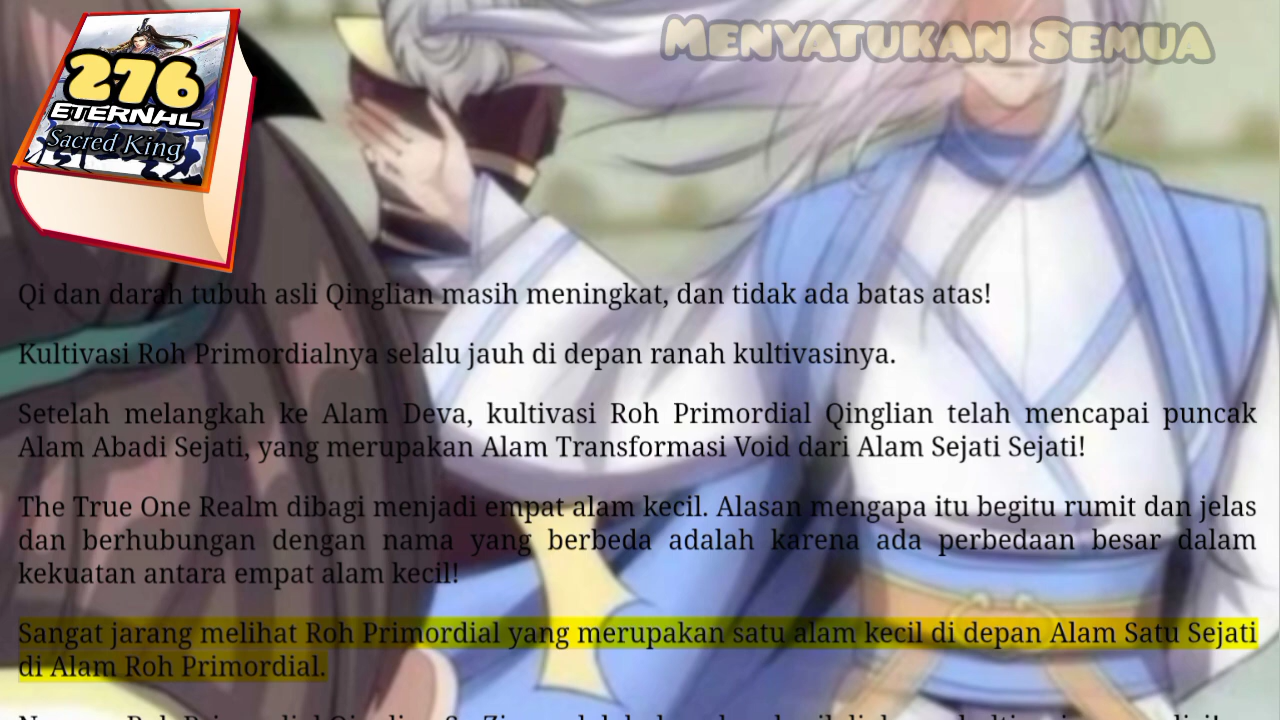 Menyatukan Semua
276
ETERNAL
Sacred King
Qi dan darah tubuh asli Qinglian masih meningkat, dan tidak ada batas atas!
Kultivasi Roh Primordialnya selalu jauh di depan ranah kultivasinya.
Setelah melangkah ke Alam Deva, kultivasi Roh Primordial Qinglian telah mencapai puncak
Alam Abadi Sejati, yang merupakan Alam Transformasi Void dari Alam Sejati Sejati!
The True One Realm dibagi menjadi empat alam kecil. Alasan mengapa itu begitu rumit dan jelas
dan berhubungan dengan nama yang berbeda adalah karena ada perbedaan besar dalam
kekuatan antara empat alam kecil!
Sangat jarang melihat Roh Primordial yang merupakan satu alam kecil di depan Alam Satu Sejati
di Alam Roh Primordial.